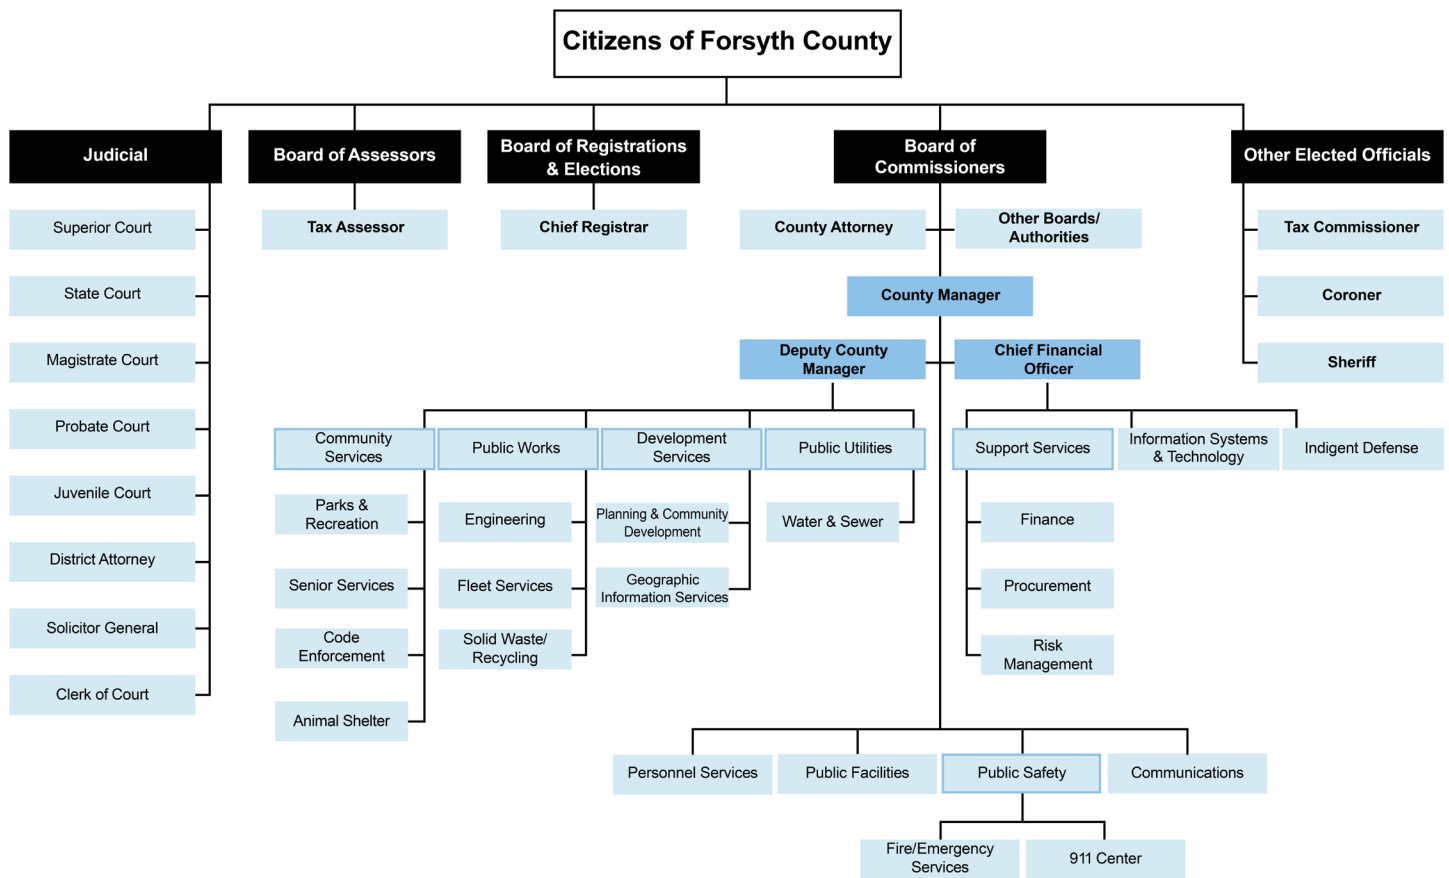 Citizens of Forsyth County
Judicial
Board of Assessors
Board of Registrations
& Elections
Board of
Commissioners
Other Elected Officials
Superior Court
State Court
Magistrate Court
Probate Court
Juvenile Court
District Attorney
Solicitor General
Clerk of Court
Tax Assessor
Chief Registrar
County Attorney
Other Boards/
Authorities
Tax Commissioner
Coroner
Sheriff
County Manager
Deputy County
Manager
Chief Financial
Officer
Community
Services
Public Works
Development
Services
Public Utilities
Support Services
Information Systems
& Technology
Indigent Defense
Parks &
Recreation
Senior Services
Code
Enforcement
Animal Shelter
Engineering
Fleet Services
Solid Waste/
Recycling
Planning & Community
Development
Geographic
Information Services
Water & Sewer
Finance
Procurement
Risk
Management
Personnel Services
Public Facilities
Public Safety
Communications
Fire/Emergency
Services
911 Center